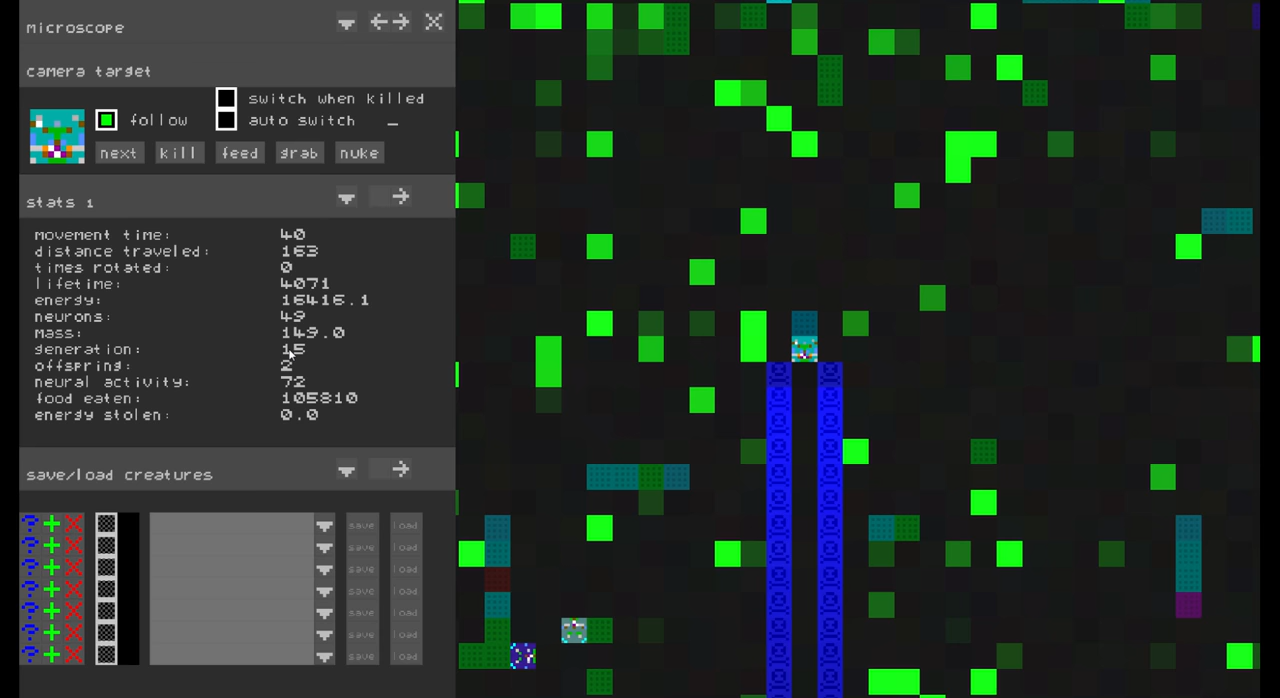 microscope
camera target
switch when killed
follow
auto switch
next kill feed grab nuke
stats 1
movement time: 40
distance traveled: 163
times rotated: 0
lifetime: 4071
energy: 16416.1
neurons: 49
mass: 149.0
generation: 15
offspring: 2
neural activity: 72
food eaten: 105810
energy stolen: 0.0
save/load creatures
save load
save load
save load
save load
save load
save load
save load